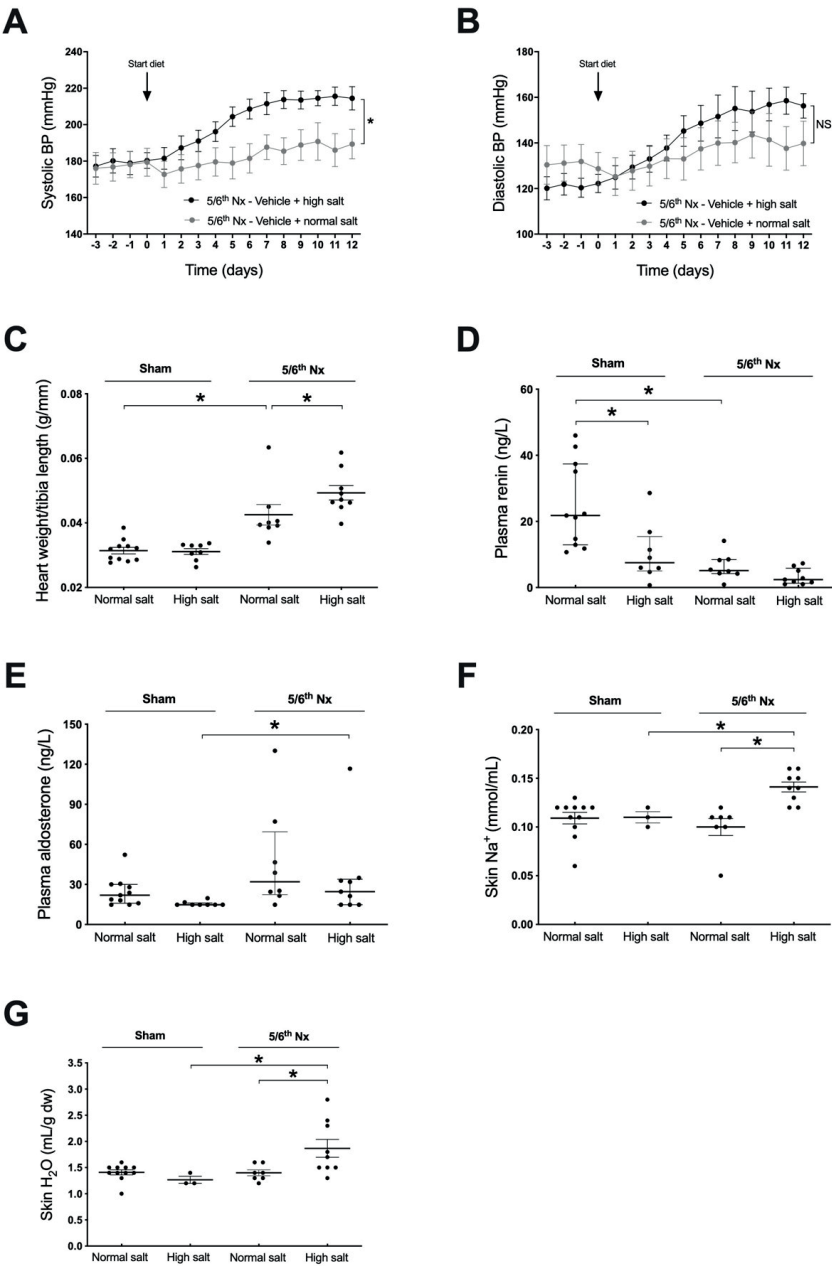 A
Systolic BP (mmHg)
240
220
200
180
160
140
Start diet
*
5/6th Nx - Vehicle + high salt
5/6th Nx - Vehicle + normal salt
-3 -2 -1 0 1 2 3 4 5 6 7 8 9 10 11 12
Time (days)
B
Diastolic BP (mmHg)
180
160
140
120
100
Start diet
NS
5/6th Nx - Vehicle + high salt
5/6th Nx - Vehicle + normal salt
-3 -2 -1 0 1 2 3 4 5 6 7 8 9 10 11 12
Time (days)
C
Sham 5/6th Nx
Heart weight/tibia length (g/mm)
0.08
0.06
0.04
0.02
* *
Normal salt High salt Normal salt High salt
D
Sham 5/6th Nx
Plasma renin (ng/L)
60
40
20
0
*
*
Normal salt High salt Normal salt High salt
E
Sham 5/6th Nx
Plasma aldosterone (ng/L)
150
120
90
60
30
0
*
Normal salt High salt Normal salt High salt
F
Sham 5/6th Nx
Skin Na+ (mmol/mL)
0.20
0.15
0.10
0.05
0.00
*
*
Normal salt High salt Normal salt High salt
G
Sham 5/6th Nx
Skin H2O (mL/g dw)
3.5
3.0
2.5
2.0
1.5
1.0
0.5
0.0
*
*
Normal salt High salt Normal salt High salt